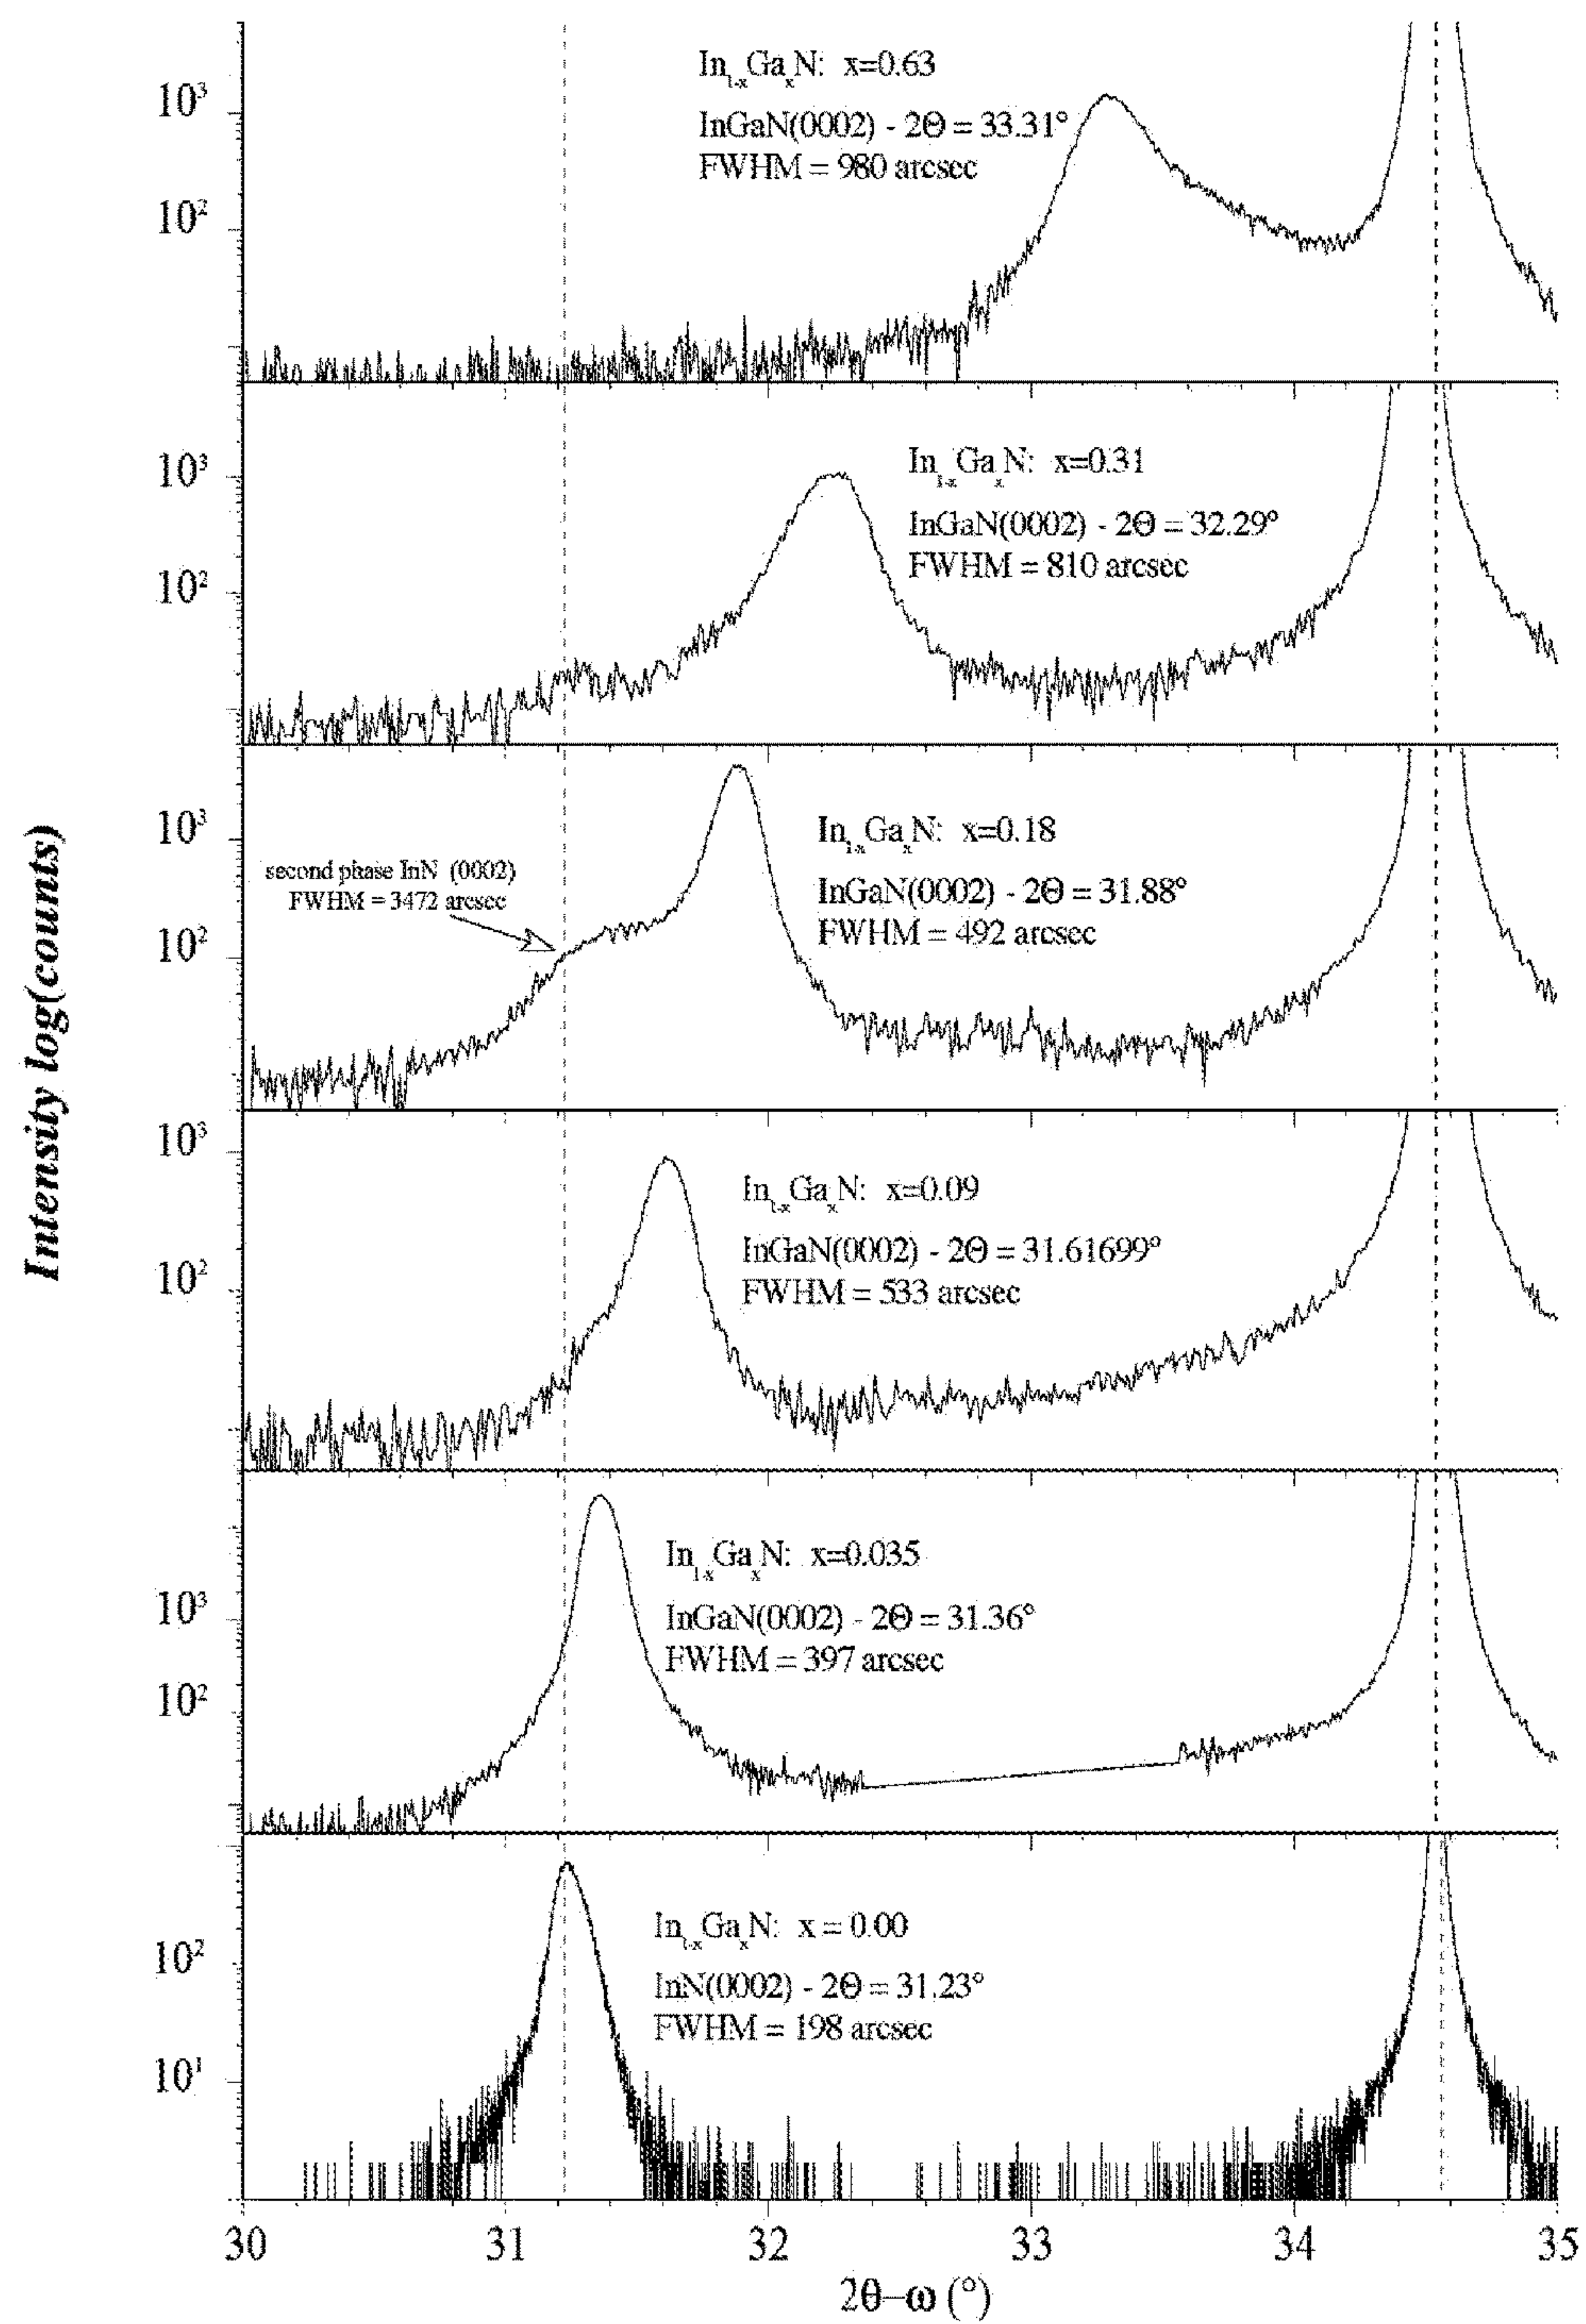 In₁₋ₓGaₓN: x=0.63
InGaN(0002) - 2Θ = 33.31°
FWHM = 980 arcsec
10³
10²
In₁₋ₓGaₓN: x=0.31
InGaN(0002) - 2Θ = 32.29°
FWHM = 810 arcsec
10³
10²
In₁₋ₓGaₓN: x=0.18
InGaN(0002) - 2Θ = 31.88°
FWHM = 492 arcsec
second phase InN (0002)
FWHM = 3472 arcsec
10³
10²
In₁₋ₓGaₓN: x=0.09
InGaN(0002) - 2Θ = 31.61699°
FWHM = 533 arcsec
10³
10²
In₁₋ₓGaₓN: x=0.035
InGaN(0002) - 2Θ = 31.36°
FWHM = 397 arcsec
10³
10²
In₁₋ₓGaₓN: x = 0.00
InN(0002) - 2Θ = 31.23°
FWHM = 198 arcsec
10²
10¹
Intensity log(counts)
30 31 32 33 34 35
2θ–ω (°)